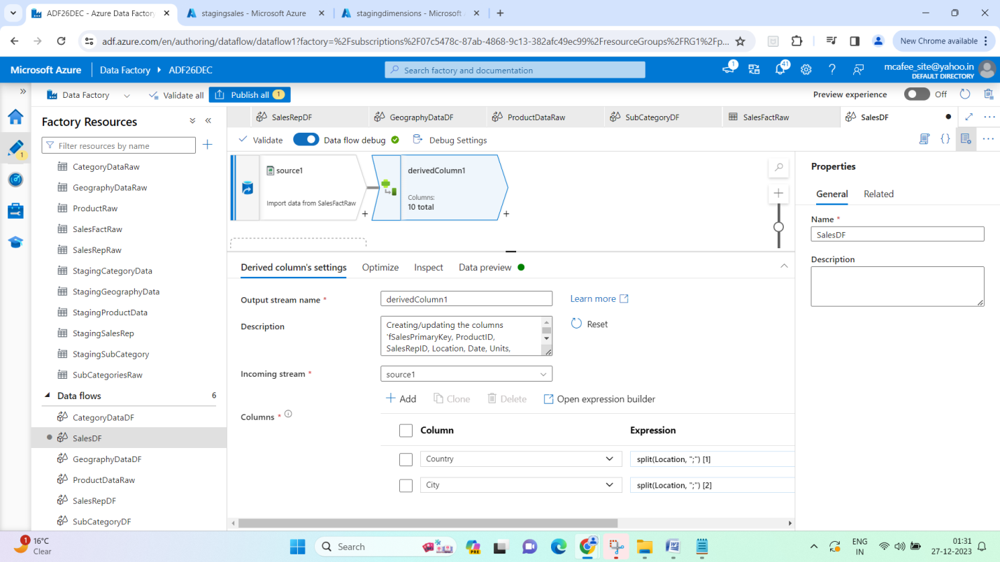 ADF26DEC - Azure Data Factory
stagingsales - Microsoft Azure
stagingdimensions - Microsoft
adf.azure.com/en/authoring/dataflow/dataflow1?factory=%2Fsubscriptions%2F07c5478c-87ab-4868-9c13-382afc49ec99%2FresourceGroups%2FRG1%2Fp...
New Chrome available
Microsoft Azure
Data Factory
ADF26DEC
Search factory and documentation
1
41
mcafee_site@yahoo.in
DEFAULT DIRECTORY
Data Factory
Validate all
Publish all
1
Preview experience
Off
Factory Resources
Filter resources by name
1
CategoryDataRaw
GeographyDataRaw
ProductRaw
SalesFactRaw
SalesRepRaw
StagingCategoryData
StagingGeographyData
StagingProductData
StagingSalesRep
StagingSubCategory
SubCategoriesRaw
Data flows
6
CategoryDataDF
SalesDF
GeographyDataDF
ProductDataRaw
SalesRepDF
SubCategoryDF
SalesRepDF
GeographyDataDF
ProductDataRaw
SubCategoryDF
SalesFactRaw
SalesDF
Validate
Data flow debug
Debug Settings
source1
Import data from SalesFactRaw
derivedColumn1
Columns:
10 total
Derived column's settings
Optimize
Inspect
Data preview
Output stream name *
derivedColumn1
Learn more
Description
Creating/updating the columns
'fSalesPrimaryKey, ProductID,
SalesRepID, Location, Date, Units,
Reset
Incoming stream *
source1
Add
Clone
Delete
Open expression builder
Columns *
Column
Expression
Country
split(Location, ";") [1]
City
split(Location, ";") [2]
Properties
General
Related
Name *
SalesDF
Description
1
16°C
Clear
Search
PRE
ENG
IN
01:31
27-12-2023